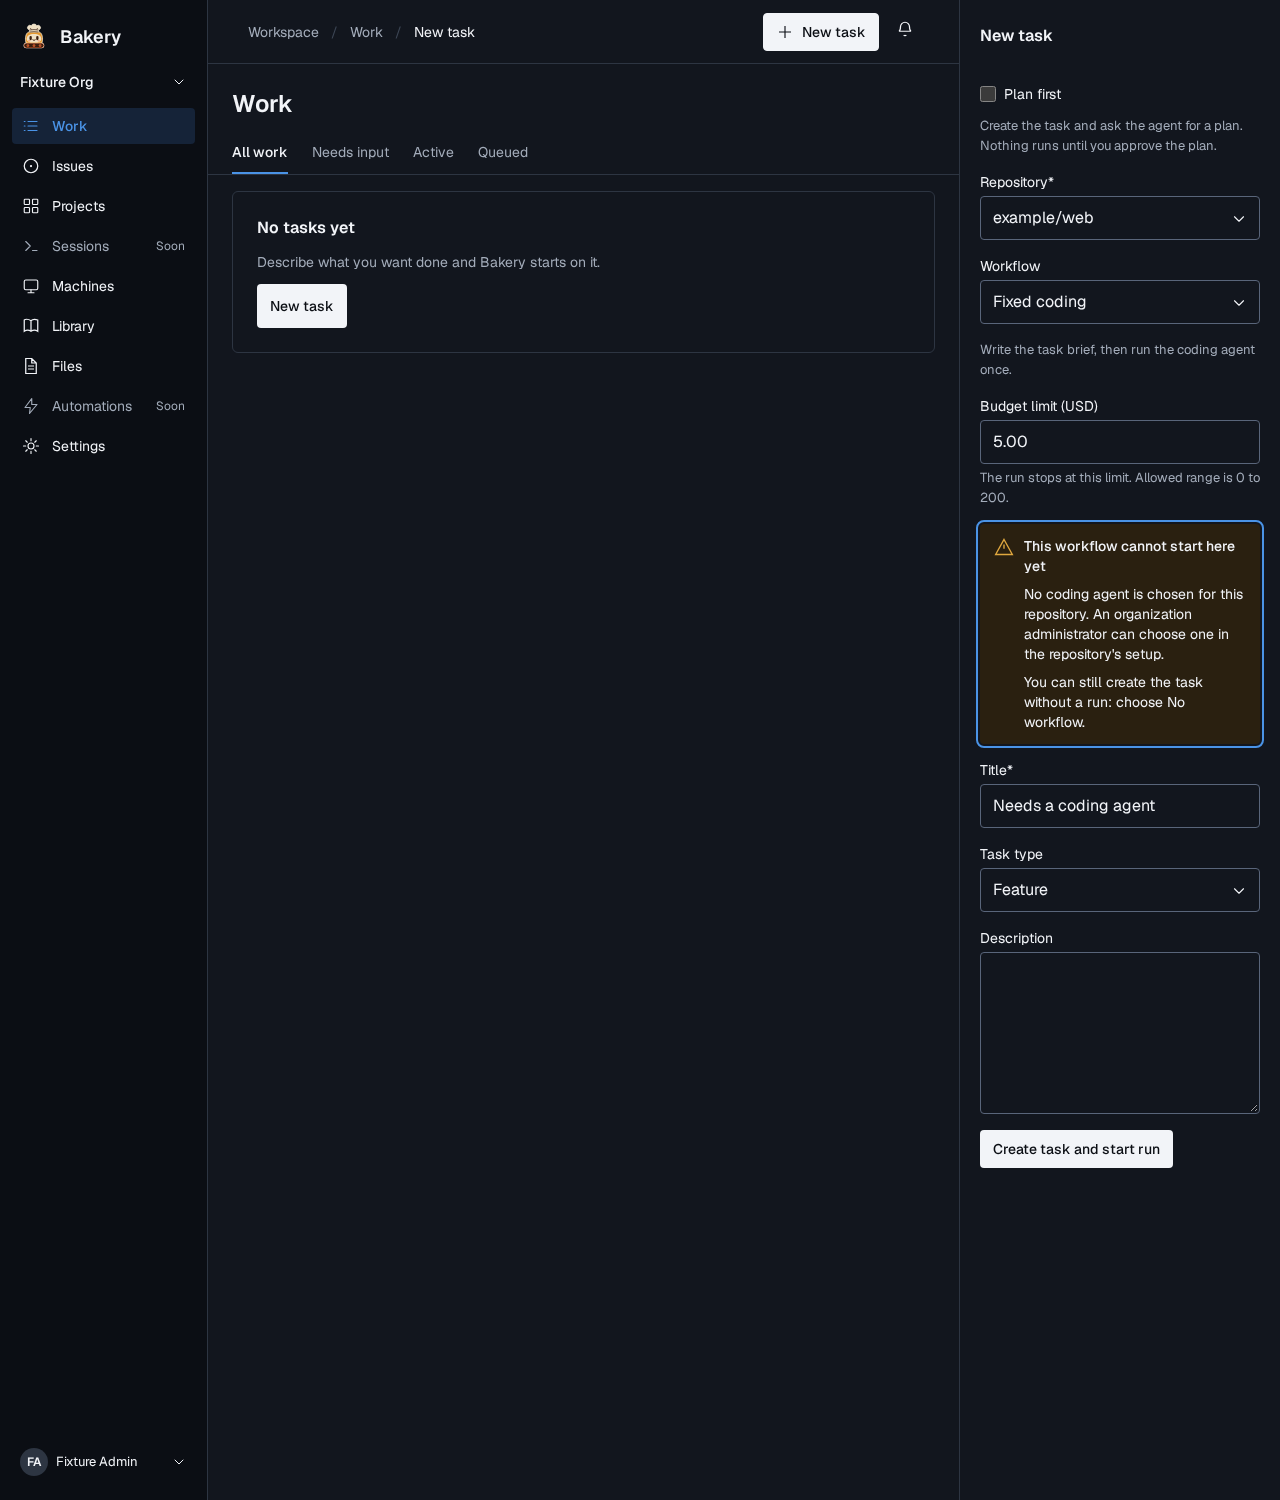 Bakery
Fixture Org
Work
Issues
Projects
Sessions Soon
Machines
Library
Files
Automations Soon
Settings
FA Fixture Admin
Workspace / Work / New task
New task
Work
All work Needs input Active Queued
No tasks yet
Describe what you want done and Bakery starts on it.
New task
New task
Plan first
Create the task and ask the agent for a plan.
Nothing runs until you approve the plan.
Repository*
example/web
Workflow
Fixed coding
Write the task brief, then run the coding agent
once.
Budget limit (USD)
5.00
The run stops at this limit. Allowed range is 0 to
200.
This workflow cannot start here
yet
No coding agent is chosen for this
repository. An organization
administrator can choose one in
the repository's setup.
You can still create the task
without a run: choose No
workflow.
Title*
Needs a coding agent
Task type
Feature
Description
Create task and start run